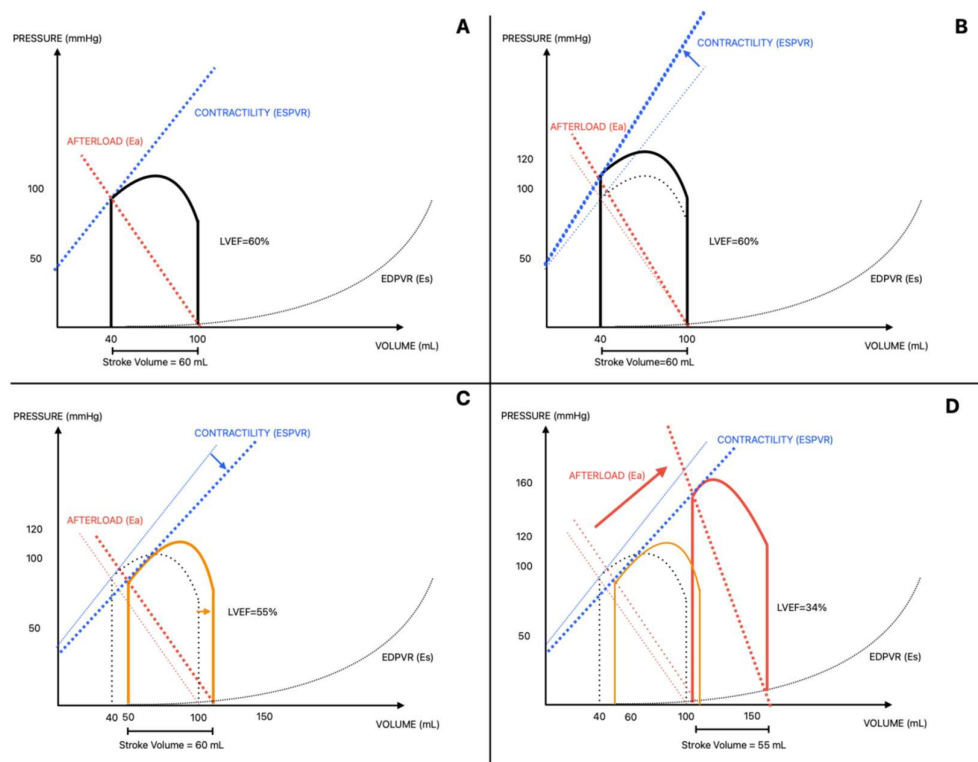 A
PRESSURE (mmHg)
CONTRACTILITY (ESPVR)
AFTERLOAD (Ea)
100
LVEF=60%
50
EDPVR (Es)
40
100
VOLUME (mL)
Stroke Volume = 60 mL
B
PRESSURE (mmHg)
CONTRACTILITY (ESPVR)
AFTERLOAD (Ea)
120
100
LVEF=60%
50
EDPVR (Es)
40
100
VOLUME (mL)
Stroke Volume=60 mL
C
PRESSURE (mmHg)
CONTRACTILITY (ESPVR)
120
AFTERLOAD (Ea)
100
LVEF=55%
50
EDPVR (Es)
40 50
100
150
VOLUME (mL)
Stroke Volume = 60 mL
D
PRESSURE (mmHg)
CONTRACTILITY (ESPVR)
AFTERLOAD (Ea)
160
120
100
LVEF=34%
50
EDPVR (Es)
40
60
100
150
VOLUME (mL)
Stroke Volume = 55 mL